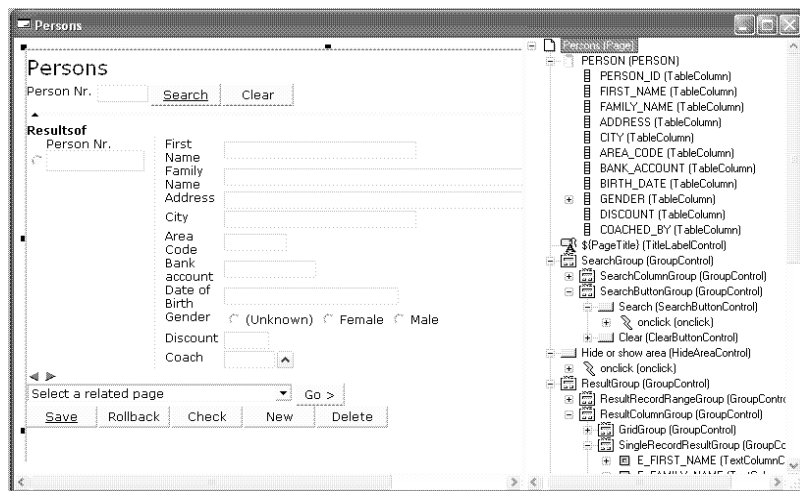 Persons
Persons
Person Nr.
Search
Clear
Resultsof
Person Nr.
First Name
Family Name
Address
City
Area Code
Bank account
Date of Birth
Gender
(Unknown)
Female
Male
Discount
Coach
Select a related page
Go >
Save
Rollback
Check
New
Delete
Persons (Page)
PERSON (PERSON)
PERSON_ID (TableColumn)
FIRST_NAME (TableColumn)
FAMILY_NAME (TableColumn)
ADDRESS (TableColumn)
CITY (TableColumn)
AREA_CODE (TableColumn)
BANK_ACCOUNT (TableColumn)
BIRTH_DATE (TableColumn)
GENDER (TableColumn)
DISCOUNT (TableColumn)
COACHED_BY (TableColumn)
${PageTitle} (TitleLabelControl)
SearchGroup (GroupControl)
SearchColumnGroup (GroupControl)
SearchButtonGroup (GroupControl)
Search (SearchButtonControl)
onclick (onclick)
Clear (ClearButtonControl)
Hide or show area (HideAreaControl)
onclick (onclick)
ResultGroup (GroupControl)
ResultRecordRangeGroup (GroupContro
ResultColumnGroup (GroupControl)
GridGroup (GroupControl)
SingleRecordResultGroup (GroupCo
E_FIRST_NAME (TextColumnC